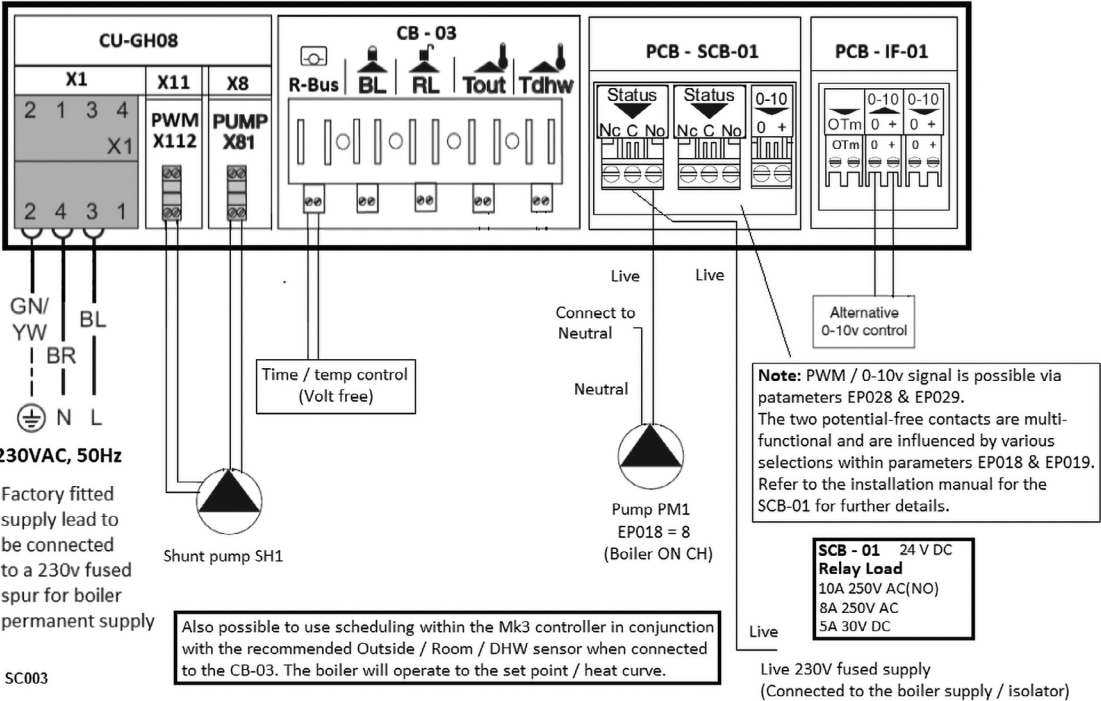 CU-GH08
X1
X11
X8
2 1 3 4
X1
2 4 3 1
PWM
X112
PUMP
X81
CB - 03
R-Bus
BL
RL
Tout
Tdhw
PCB - SCB-01
Status
Nc C No
Status
Nc C No
0-10
0 +
PCB - IF-01
OTm
0-10
0 +
0-10
0 +
OTm
0 +
0 +
GN/
YW
BR
BL
N L
230VAC, 50Hz
Factory fitted
supply lead to
be connected
to a 230v fused
spur for boiler
permanent supply
SC003
Shunt pump SH1
Time / temp control
(Volt free)
Live
Live
Connect to
Neutral
Neutral
Pump PM1
EP018 = 8
(Boiler ON CH)
Alternative
0-10v control
Note: PWM / 0-10v signal is possible via
patameters EP028 & EP029.
The two potential-free contacts are multi-
functional and are influenced by various
selections within parameters EP018 & EP019.
Refer to the installation manual for the
SCB-01 for further details.
SCB - 01 24 V DC
Relay Load
10A 250V AC(NO)
8A 250V AC
5A 30V DC
Also possible to use scheduling within the Mk3 controller in conjunction
with the recommended Outside / Room / DHW sensor when connected
to the CB-03. The boiler will operate to the set point / heat curve.
Live
Live 230V fused supply
(Connected to the boiler supply / isolator)